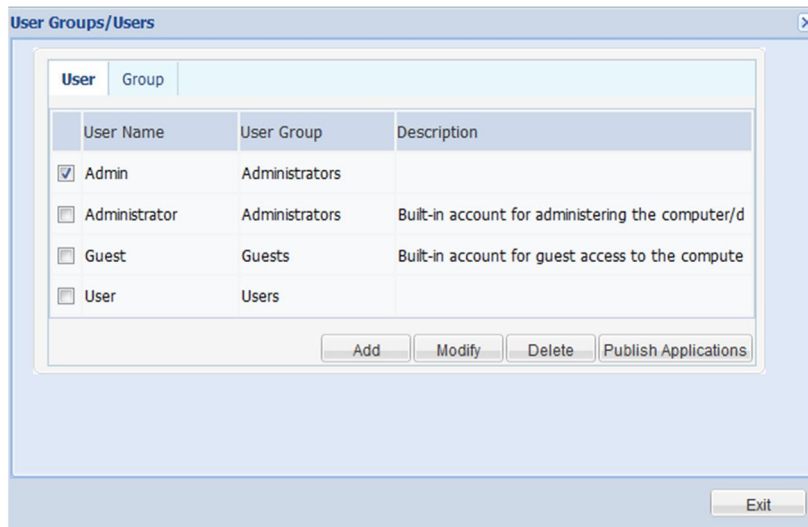 User Groups/Users
User Group
User Name User Group Description
Admin Administrators
Administrator Administrators Built-in account for administering the computer/d
Guest Guests Built-in account for guest access to the compute
User Users
Add Modify Delete Publish Applications
Exit